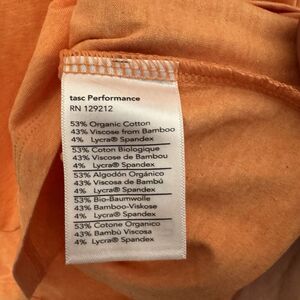 tasc Performance
RN 129212
53% Organic Cotton
43% Viscose from Bamboo
4% Lycra® Spandex
53% Coton Biologique
43% Viscose de Bambou
4% Lycra® Spandex
53% Algodón Orgánico
43% Viscosa de Bambú
4% Lycra® Spandex
53% Bio-Baumwolle
43% Bamboo-Viskose
4% Lycra® Spandex
53% Cotone Organico
43% Bambù Viscosa
4% Lycra® Spandex